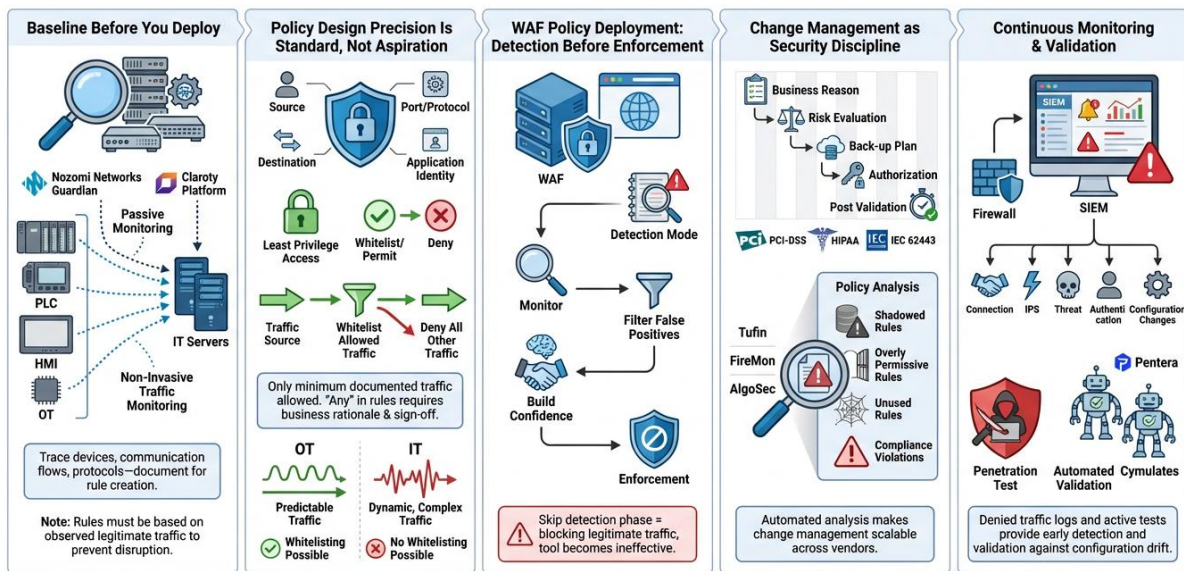 Baseline Before You Deploy
Nozomi Networks
Guardian
Claroty
Platform
Passive
Monitoring
PLC
HMI
OT
IT Servers
Non-Invasive
Traffic
Monitoring
Trace devices, communication
flows, protocols—document for
rule creation.
Note: Rules must be based on
observed legitimate traffic to
prevent disruption.
Policy Design Precision Is
Standard, Not Aspiration
Source
Port/Protocol
Destination
Application
Identity
Least Privilege
Access
Whitelist/
Permit
Deny
Traffic
Source
Whitelist
Allowed
Traffic
Deny All
Other
Traffic
Only minimum documented traffic
allowed. "Any" in rules requires
business rationale & sign-off.
OT
IT
Predictable
Traffic
Dynamic, Complex
Traffic
Whitelisting
Possible
No Whitelisting
Possible
WAF Policy Deployment:
Detection Before Enforcement
WAF
Detection Mode
Monitor
Filter False
Positives
Build
Confidence
Enforcement
Skip detection phase =
blocking legitimate traffic,
tool becomes ineffective.
Change Management as
Security Discipline
Business Reason
Risk Evaluation
Back-up Plan
Authorization
Post Validation
PCI PCI-DSS
HIPAA
IEC IEC 62443
Policy Analysis
Tufin
FireMon
AlgoSec
Shadowed
Rules
Overly
Permissive
Rules
Unused
Rules
Compliance
Violations
Automated analysis makes
change management scalable
across vendors.
Continuous Monitoring
& Validation
SIEM
Firewall
SIEM
Connection
IPS
Threat
Authenti
cation
Configuration
Changes
Pentera
Penetration
Test
Automated
Validation
Cymulates
Denied traffic logs and active tests
provide early detection and
validation against configuration drift.